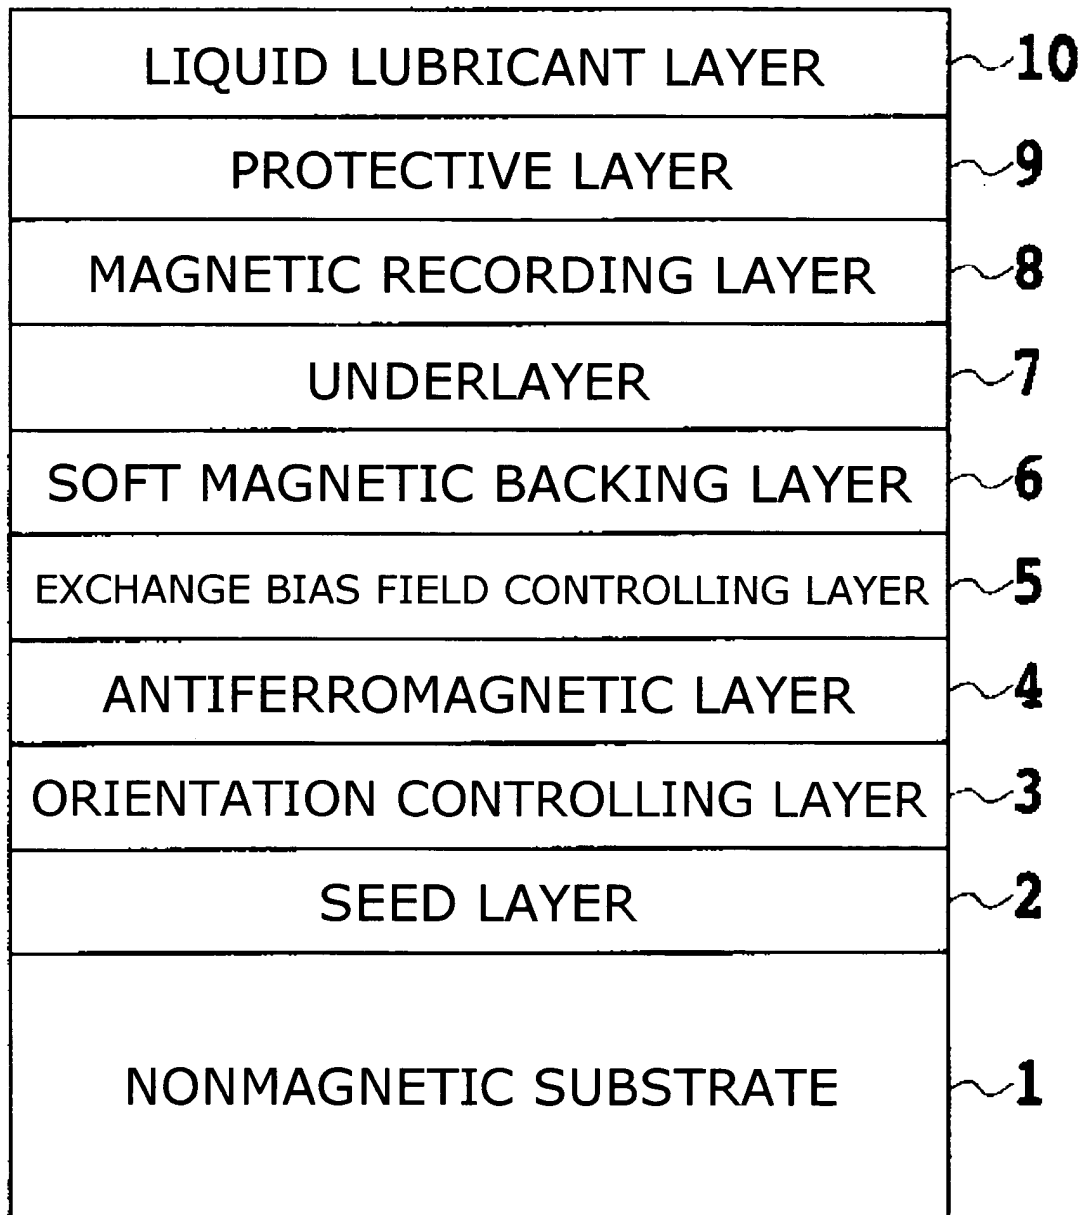 LIQUID LUBRICANT LAYER 10
PROTECTIVE LAYER 9
MAGNETIC RECORDING LAYER 8
UNDERLAYER 7
SOFT MAGNETIC BACKING LAYER 6
EXCHANGE BIAS FIELD CONTROLLING LAYER 5
ANTIFERROMAGNETIC LAYER 4
ORIENTATION CONTROLLING LAYER 3
SEED LAYER 2
NONMAGNETIC SUBSTRATE 1